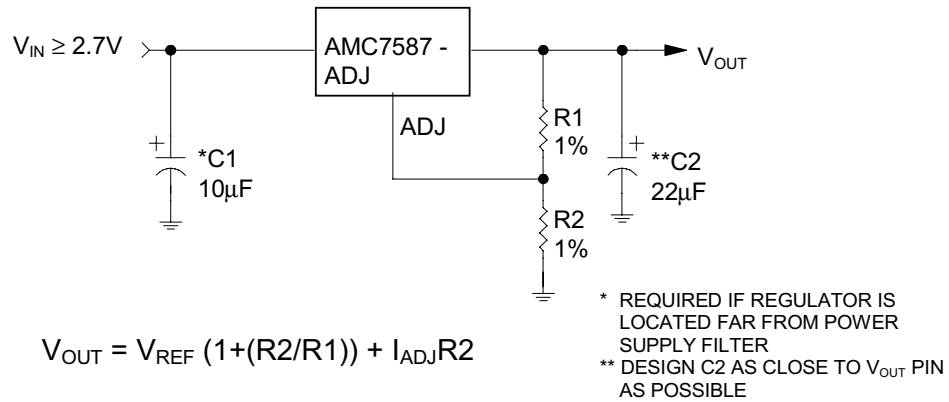 V_IN ≥ 2.7V
AMC7587 -
ADJ
V_OUT
ADJ
+
*C1
10μF
R1
1%
+
**C2
22μF
R2
1%
V_OUT = V_REF (1+(R2/R1)) + I_ADJR2
* REQUIRED IF REGULATOR IS
LOCATED FAR FROM POWER
SUPPLY FILTER
** DESIGN C2 AS CLOSE TO V_OUT PIN
AS POSSIBLE